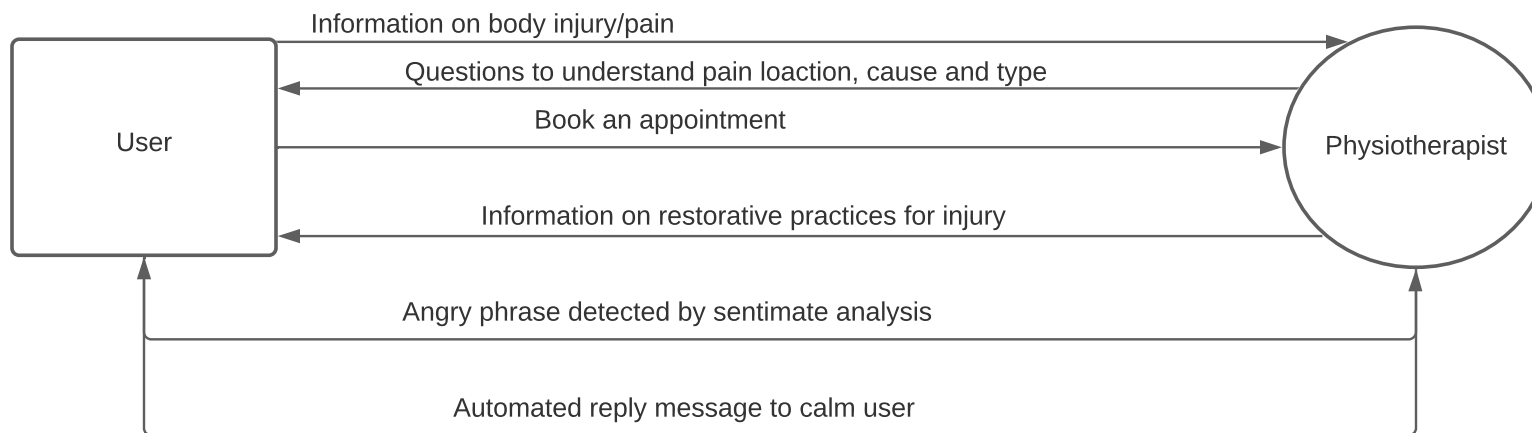 Information on body injury/pain
Questions to understand pain loaction, cause and type
Book an appointment
User
Physiotherapist
Information on restorative practices for injury
Angry phrase detected by sentimate analysis
Automated reply message to calm user